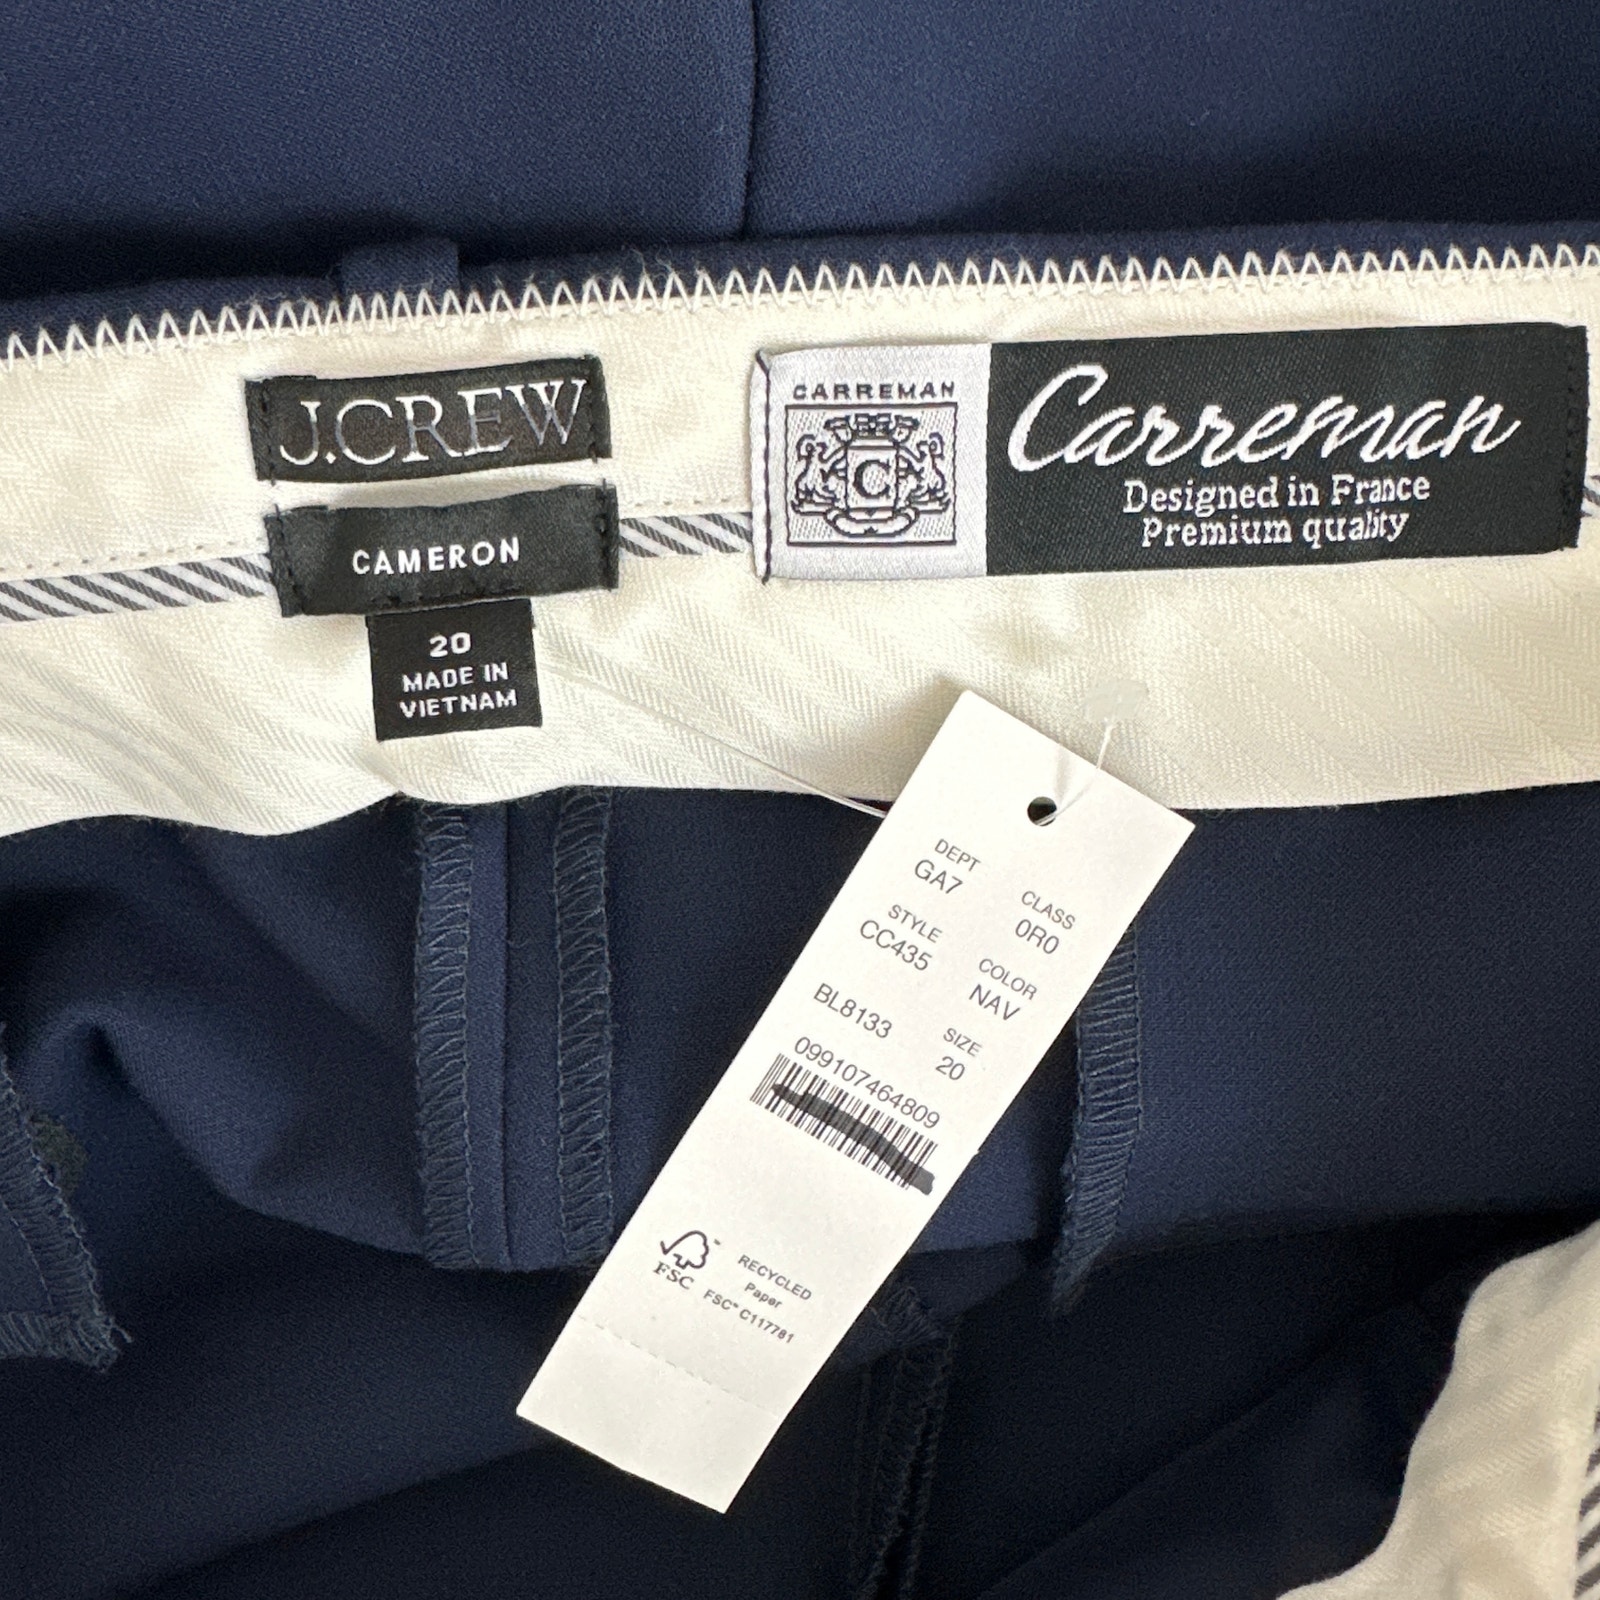 J.CREW
CAMERON
20
MADE IN
VIETNAM
CARREMAN
C
Carreman
Designed in France
Premium quality
DEPT
GA7
CLASS
0R0
STYLE
CC435
COLOR
NAV
BL8133
SIZE
20
099107464809
FSC
RECYCLED
Paper
FSC® C117781